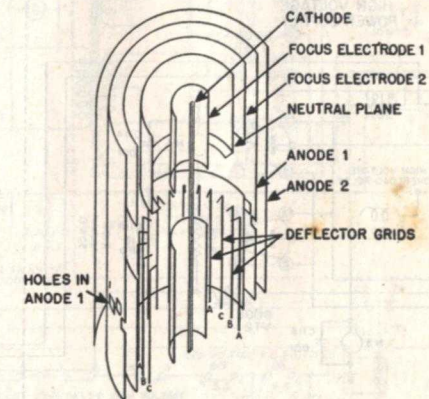 CATHODE
FOCUS ELECTRODE 1
FOCUS ELECTRODE 2
NEUTRAL PLANE
ANODE 1
ANODE 2
DEFLECTOR GRIDS
HOLES IN
ANODE 1
A C B A
A B C